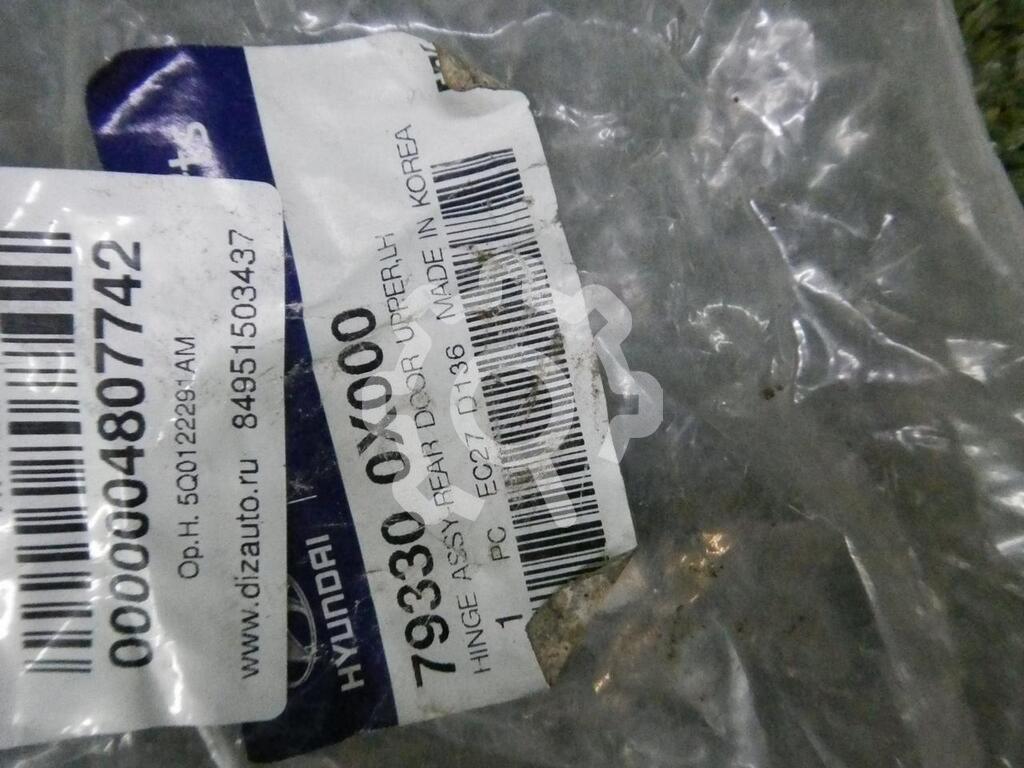 0000004807742
Ор.Н. 5Q0122291AM
www.dizauto.ru 84951503437
HYUNDAI
79330 0X000
HINGE ASSY-REAR DOOR UPPER,LH
1 PC EC27 D136 MADE IN KOREA